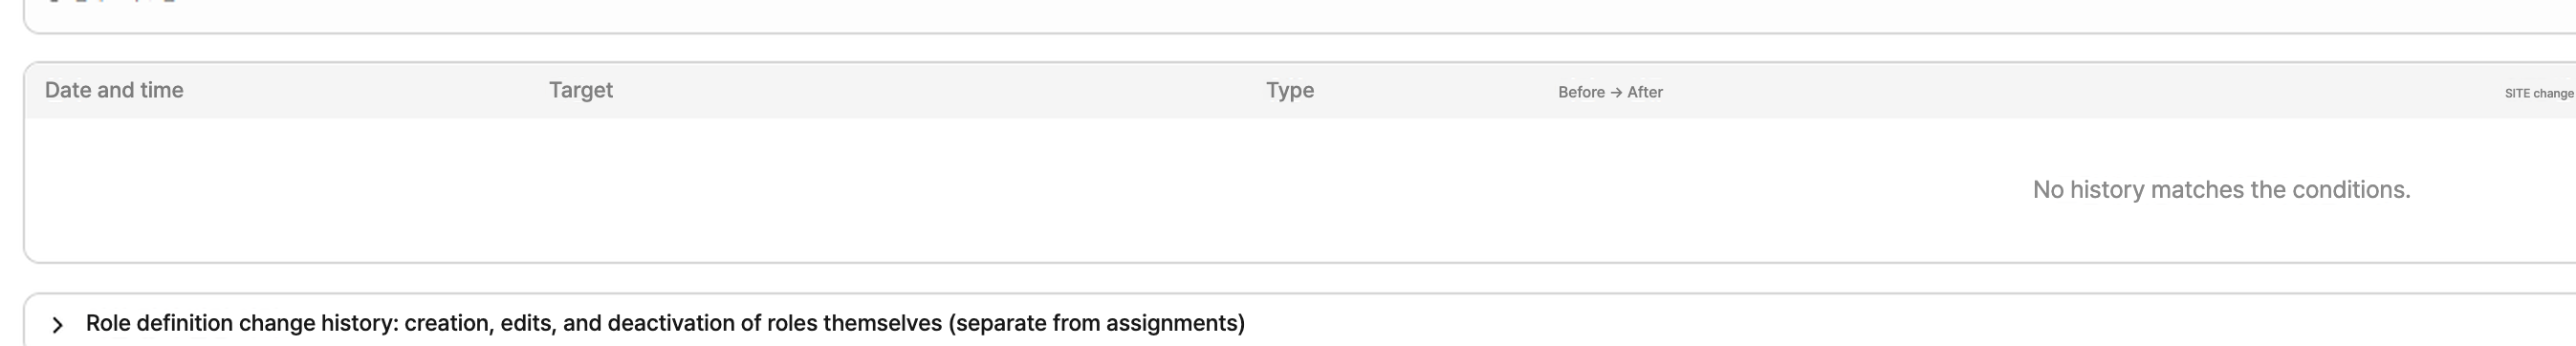 Date and time Target Type Before → After SITE change
No history matches the conditions.
Role definition change history: creation, edits, and deactivation of roles themselves (separate from assignments)